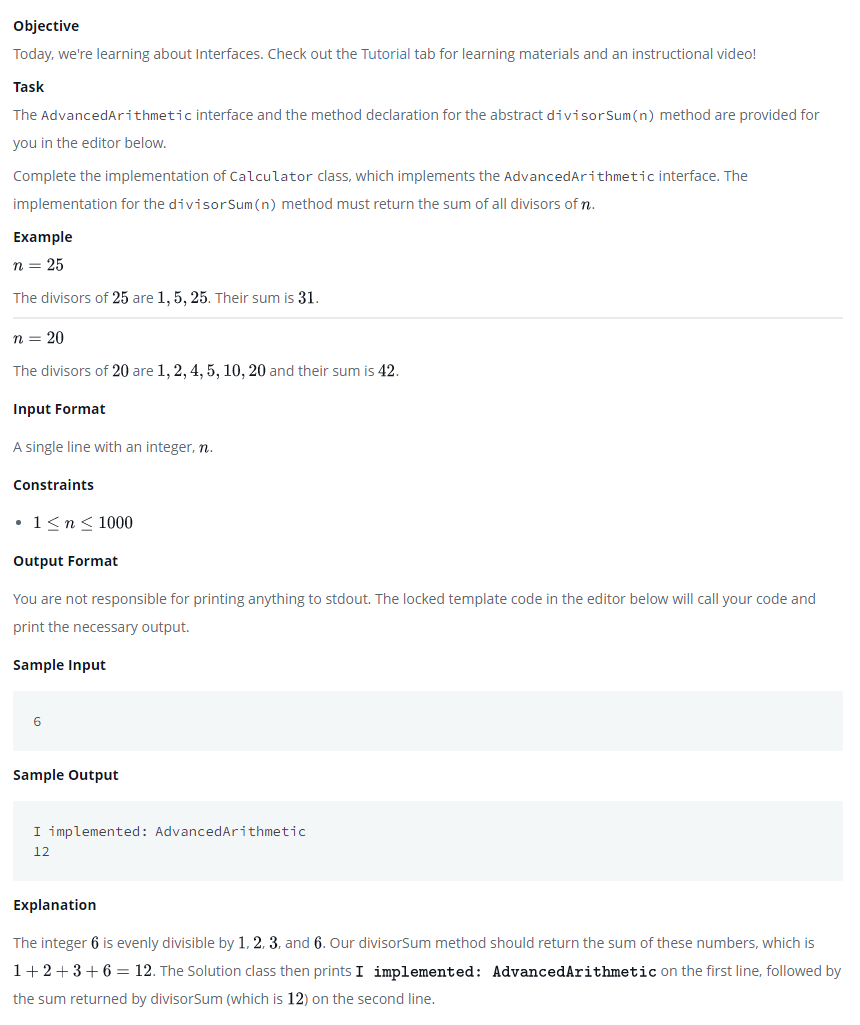 Objective
Today, we're learning about Interfaces. Check out the Tutorial tab for learning materials and an instructional video!
Task
The AdvancedArithmetic interface and the method declaration for the abstract divisorSum(n) method are provided for
you in the editor below.
Complete the implementation of Calculator class, which implements the AdvancedArithmetic interface. The
implementation for the divisorSum(n) method must return the sum of all divisors of n.
Example
n = 25
The divisors of 25 are 1, 5, 25. Their sum is 31.
n = 20
The divisors of 20 are 1, 2, 4, 5, 10, 20 and their sum is 42.
Input Format
A single line with an integer, n.
Constraints
• 1 ≤ n ≤ 1000
Output Format
You are not responsible for printing anything to stdout. The locked template code in the editor below will call your code and
print the necessary output.
Sample Input
6
Sample Output
I implemented: AdvancedArithmetic
12
Explanation
The integer 6 is evenly divisible by 1, 2, 3, and 6. Our divisorSum method should return the sum of these numbers, which is
1 + 2 + 3 + 6 = 12. The Solution class then prints I implemented: AdvancedArithmetic on the first line, followed by
the sum returned by divisorSum (which is 12) on the second line.